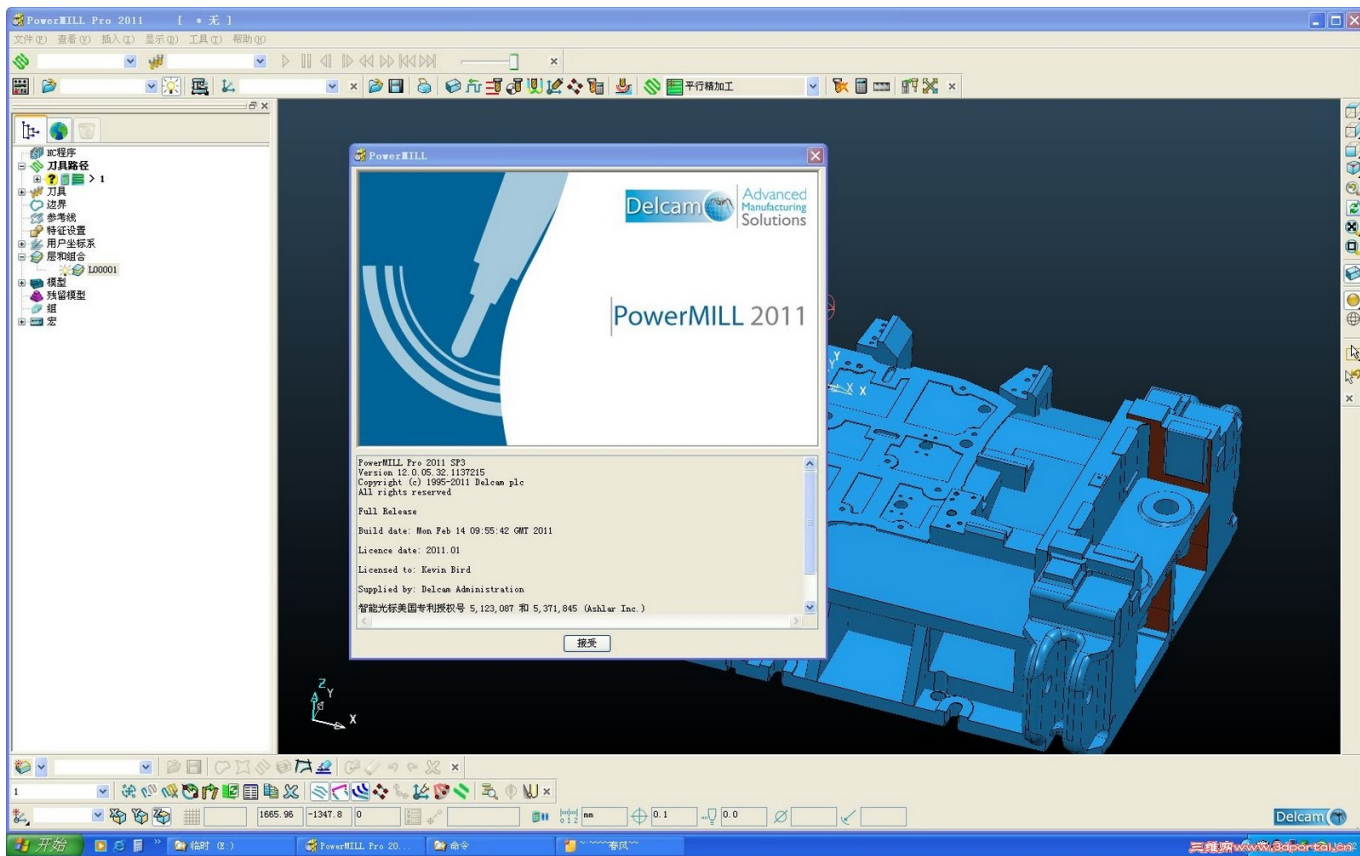 PowerMILL Pro 2011 [ * 无 ]
文件(F) 查看(V) 插入(I) 显示(D) 工具(T) 帮助(H)
平行精加工
NC程序
刀具路径
> 1
刀具
边界
参考线
特征设置
用户坐标系
层和组合
L00001
模型
残留模型
组
宏
PowerMILL
Delcam
Advanced
Manufacturing
Solutions
PowerMILL 2011
PowerMILL Pro 2011 SP3
Version 12.0.05.32.1137215
Copyright (c) 1995-2011 Delcam plc
All rights reserved
Full Release
Build date: Mon Feb 14 09:55:42 GMT 2011
Licence date: 2011.01
Licensed to: Kevin Bird
Supplied by: Delcam Administration
智能光标美国专利授权号 5,123,087 和 5,371,845 (Ashlar Inc.)
接受
Y
X X
Z
Y
X
1
1665.96 -1347.8 0 mm 0.1 0.0
Delcam
开始 临时 (E:) PowerMILL Pro 20... 命令 ~~~~春风~~
三维网www.3dportal.cn